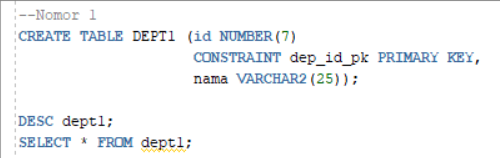 --Nomor 1
CREATE TABLE DEPT1 (id NUMBER(7)
CONSTRAINT dep_id_pk PRIMARY KEY,
nama VARCHAR2(25));
DESC dept1;
SELECT * FROM dept1;